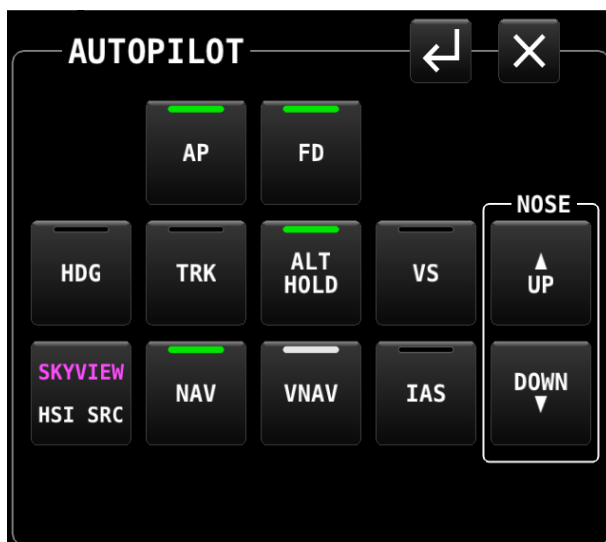 AUTOPILOT
AP
FD
NOSE
HDG
TRK
ALT
HOLD
VS
UP
SKYVIEW
HSI SRC
NAV
VNAV
IAS
DOWN